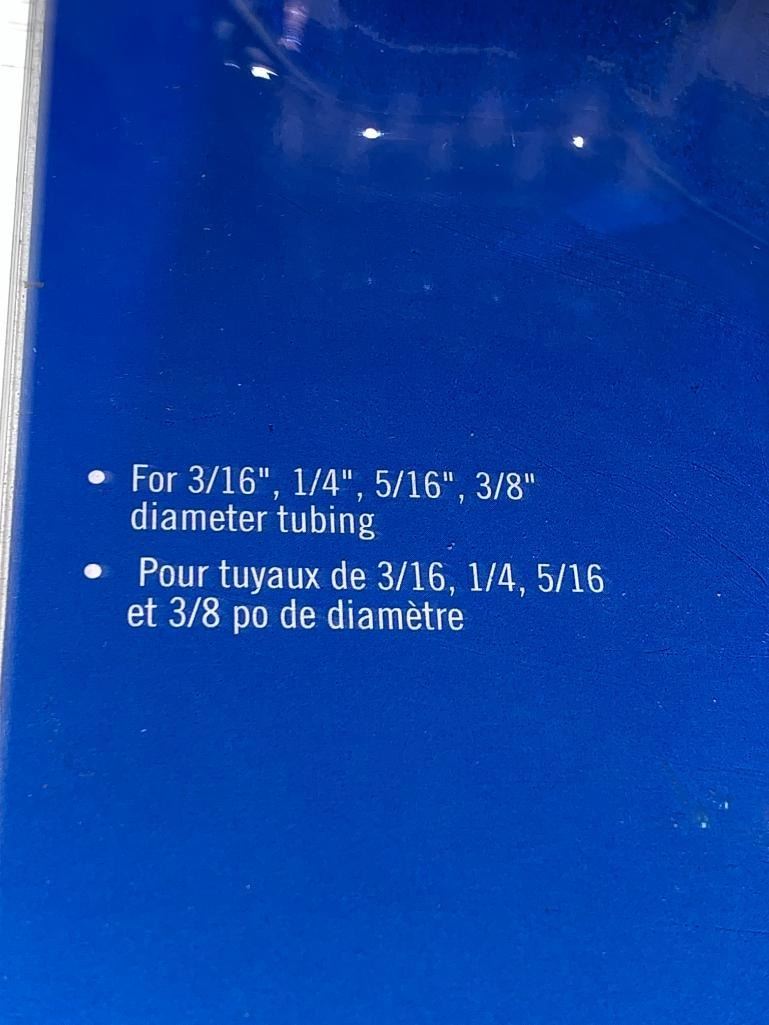 • For 3/16", 1/4", 5/16", 3/8"
diameter tubing
• Pour tuyaux de 3/16, 1/4, 5/16
et 3/8 po de diamètre